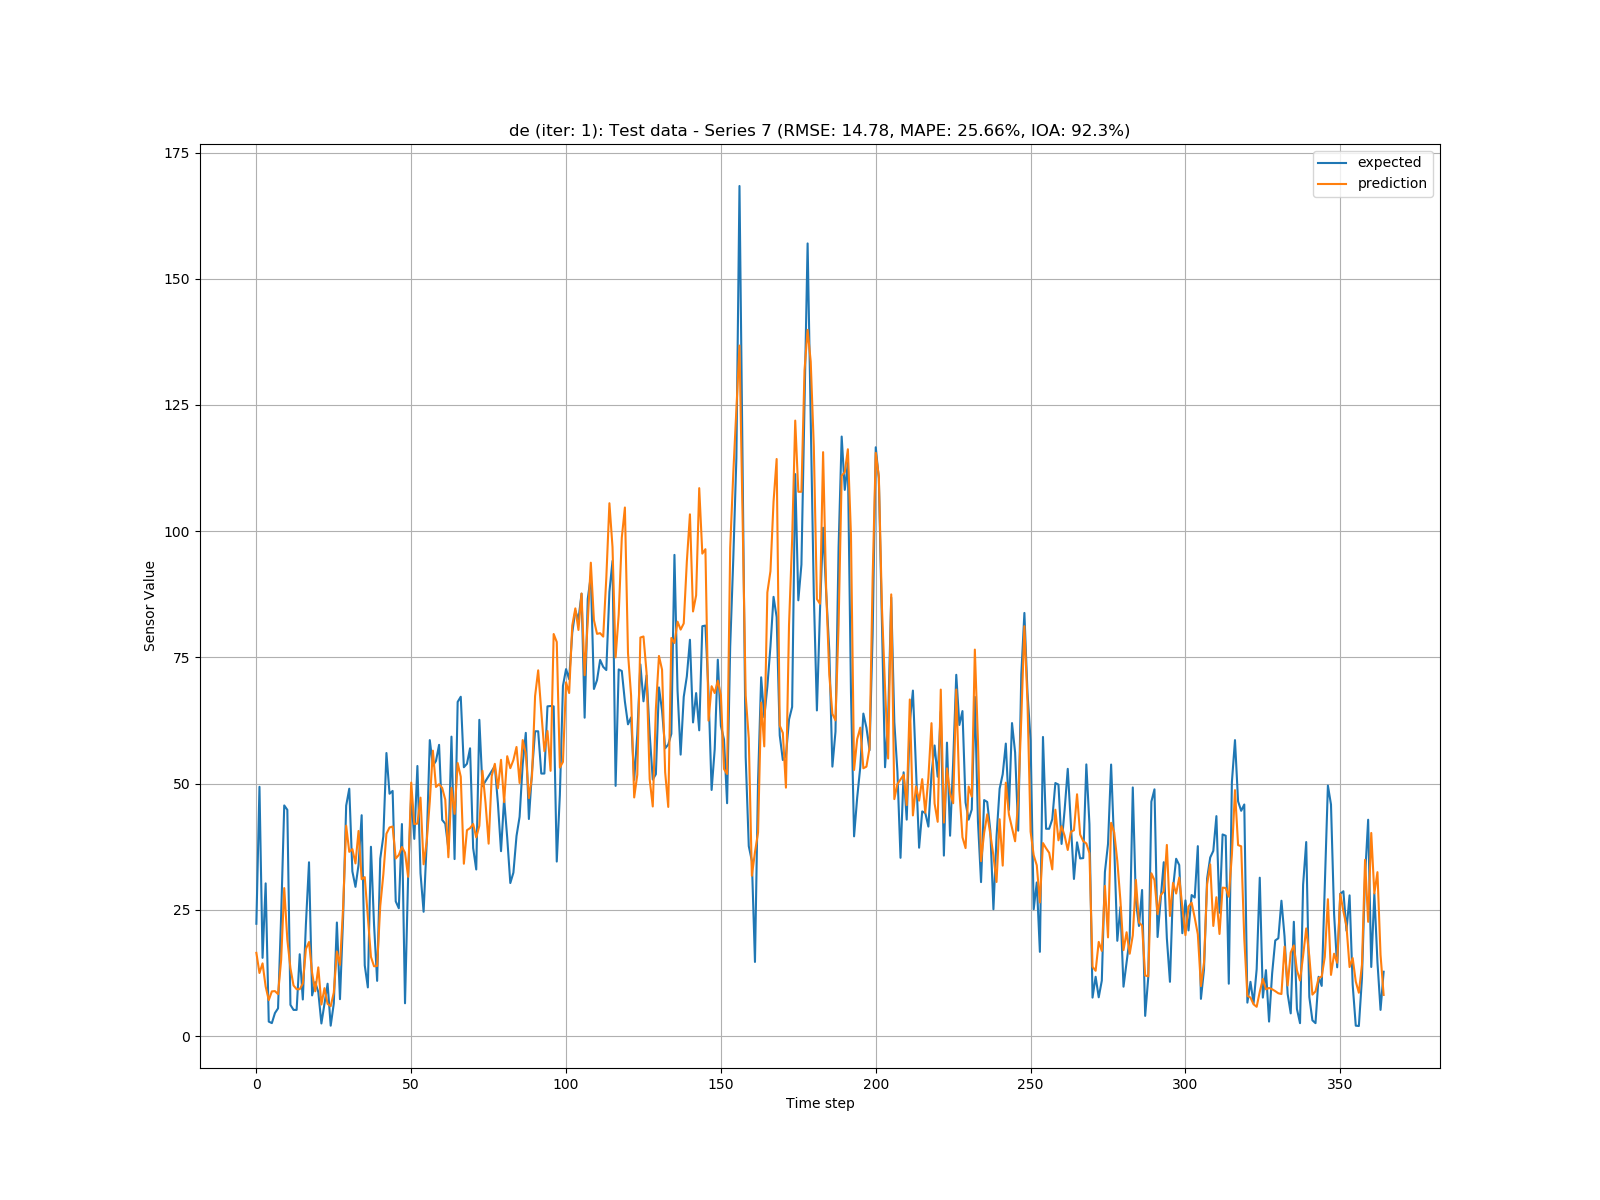 de (iter: 1): Test data - Series 7 (RMSE: 14.78, MAPE: 25.66%, IOA: 92.3%)
expected
prediction
175
150
125
100
75
50
25
0
Sensor Value
0 50 100 150 200 250 300 350
Time step